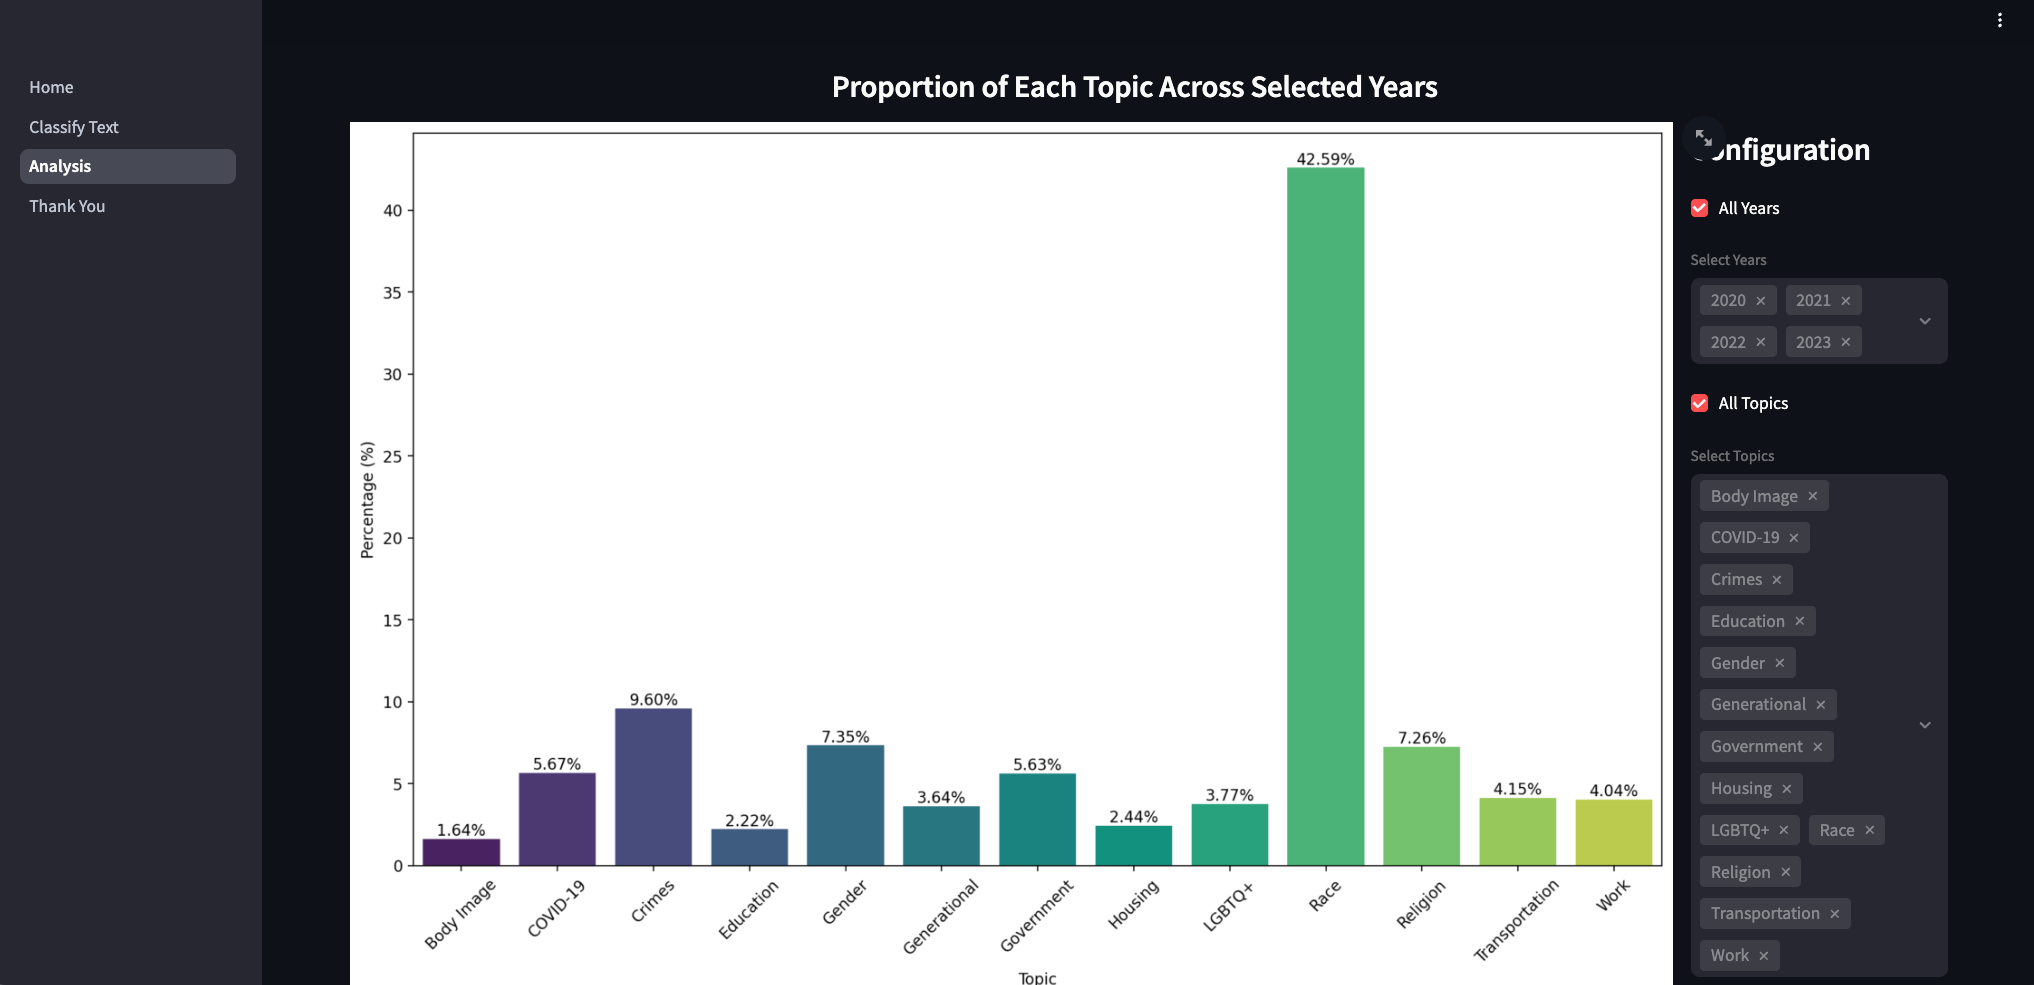 Home
Classify Text
Analysis
Thank You
Proportion of Each Topic Across Selected Years
42.59%
40
35
30
25
20
15
10
5
0
Percentage (%)
1.64%
5.67%
9.60%
2.22%
7.35%
3.64%
5.63%
2.44%
3.77%
7.26%
4.15%
4.04%
Body Image
COVID-19
Crimes
Education
Gender
Generational
Government
Housing
LGBTQ+
Race
Religion
Transportation
Work
Topic
onfiguration
All Years
Select Years
2020 × 2021 ×
2022 × 2023 ×
All Topics
Select Topics
Body Image ×
COVID-19 ×
Crimes ×
Education ×
Gender ×
Generational ×
Government ×
Housing ×
LGBTQ+ × Race ×
Religion ×
Transportation ×
Work ×